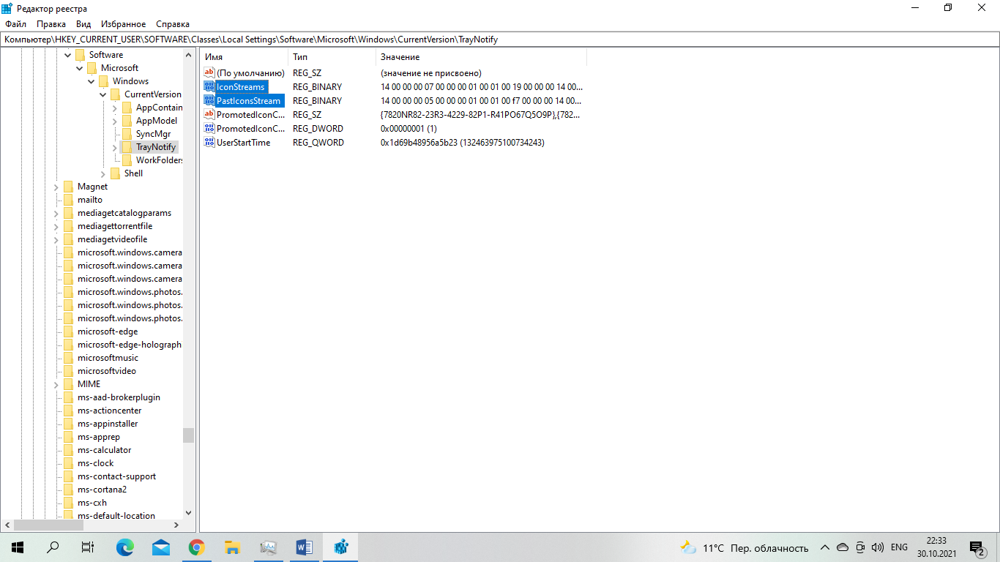 Редактор реестра
Файл Правка Вид Избранное Справка
Компьютер\HKEY_CURRENT_USER\SOFTWARE\Classes\Local Settings\Software\Microsoft\Windows\CurrentVersion\TrayNotify
Software
Microsoft
Windows
CurrentVersion
AppContain
AppModel
SyncMgr
TrayNotify
WorkFolders
Shell
Magnet
mailto
mediagetcatalogparams
mediagettorrentfile
mediagetvideofile
microsoft.windows.camera
microsoft.windows.camera
microsoft.windows.camera
microsoft.windows.photos.
microsoft.windows.photos.
microsoft.windows.photos.
microsoft-edge
microsoft-edge-holograph
microsoftmusic
microsoftvideo
MIME
ms-aad-brokerplugin
ms-actioncenter
ms-appinstaller
ms-apprep
ms-calculator
ms-clock
ms-contact-support
ms-cortana2
ms-cxh
ms-default-location
Имя Тип Значение
(По умолчанию) REG_SZ (значение не присвоено)
IconStreams REG_BINARY 14 00 00 00 07 00 00 00 01 00 01 00 19 00 00 00 14 00...
PastIconsStream REG_BINARY 14 00 00 00 05 00 00 00 01 00 01 00 f7 00 00 00 14 00...
PromotedIconC... REG_SZ {7820NR82-23R3-4229-82P1-R41PO67Q5O9P},{782...
PromotedIconC... REG_DWORD 0x00000001 (1)
UserStartTime REG_QWORD 0x1d69b48956a5b23 (132463975100734243)
11°C Пер. облачность ENG 22:33
30.10.2021
2